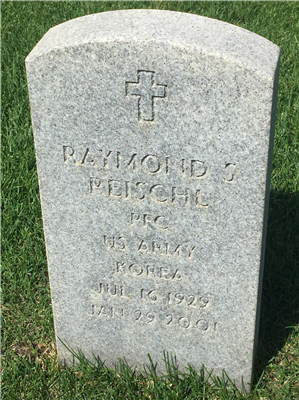 RAYMOND S
MEISCHL
PFC
US ARMY
KOREA
JUL 16 1929
JAN 29 2001